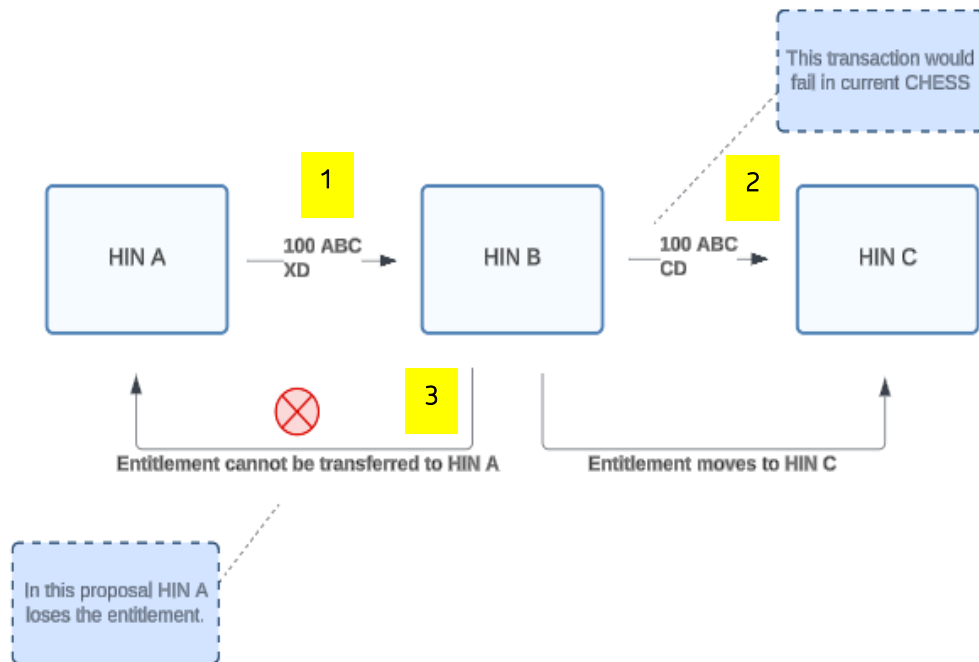 This transaction would
fail in current CHESS
1
2
HIN A
100 ABC
XD
HIN B
100 ABC
CD
HIN C
3
Entitlement cannot be transferred to HIN A
Entitlement moves to HIN C
In this proposal HIN A
loses the entitlement.